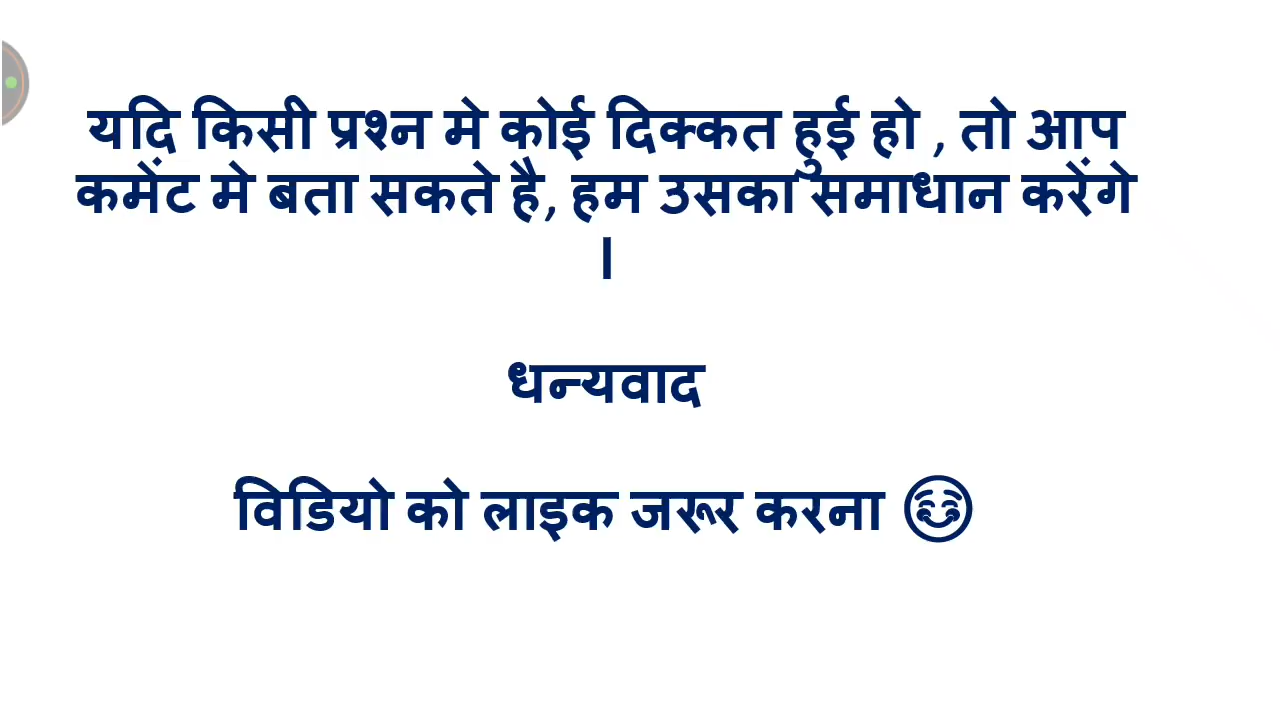 यदि किसी प्रश्न मे कोई दिक्कत हुई हो , तो आप
कमेंट मे बता सकते है, हम उसका समाधान करेंगे
।
धन्यवाद
विडियो को लाइक जरूर करना 😊